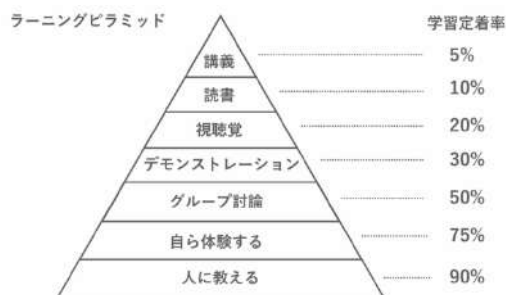 ラーニングピラミッド
学習定着率
講義 5%
読書 10%
視聴覚 20%
デモンストレーション 30%
グループ討論 50%
自ら体験する 75%
人に教える 90%